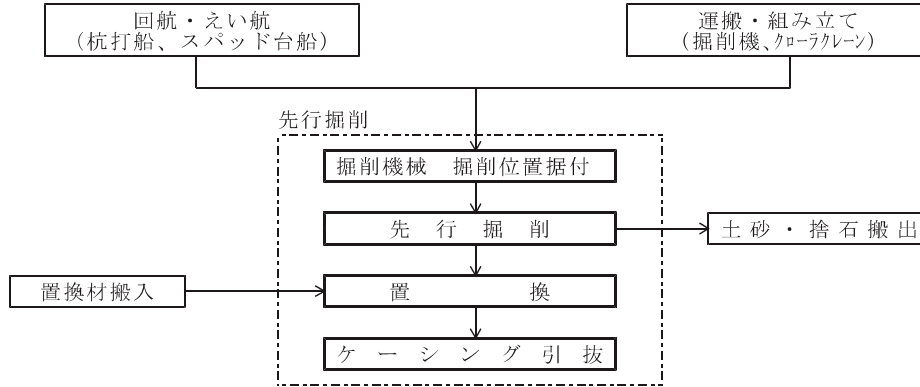 回航・えい航
(杭打船、スパッド台船)
運搬・組み立て
(掘削機、ｸﾛｰﾗｸﾚｰﾝ)
先行掘削
掘削機械　掘削位置据付
先行掘削
土砂・捨石搬出
置換材搬入
置換
ケーシング引抜